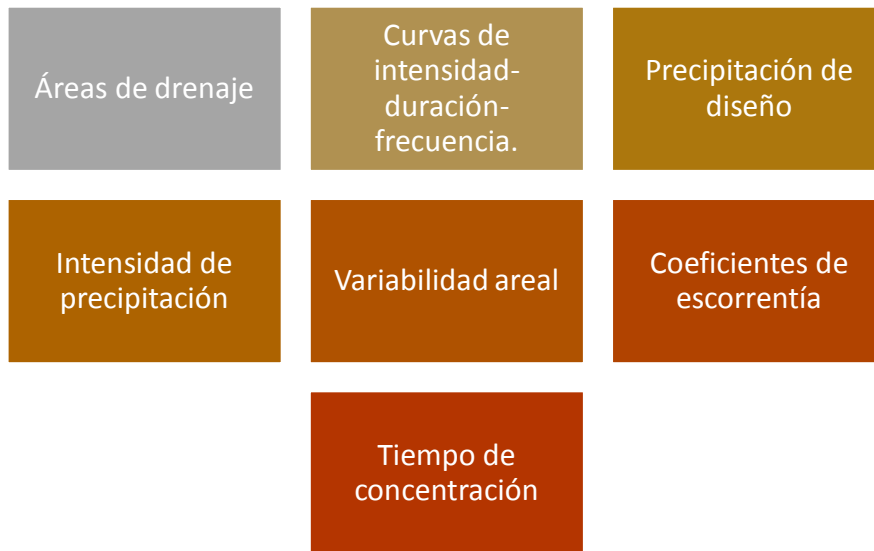 Áreas de drenaje
Curvas de
intensidad-
duración-
frecuencia.
Precipitación de
diseño
Intensidad de
precipitación
Variabilidad areal
Coeficientes de
escorrentía
Tiempo de
concentración